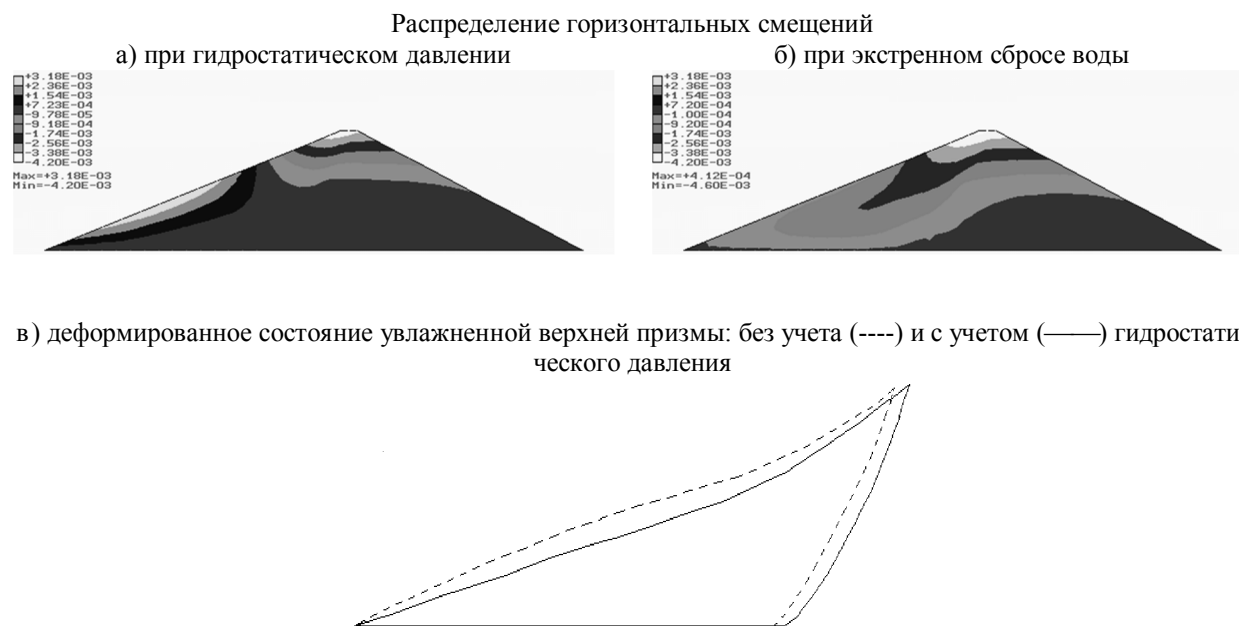 Распределение горизонтальных смещений
а) при гидростатическом давлении
+3.18E-03
+2.36E-03
+1.54E-03
+7.23E-04
-9.78E-05
-9.18E-04
-1.74E-03
-2.56E-03
-3.38E-03
-4.20E-03
Max=+3.18E-03
Min=-4.20E-03
б) при экстренном сбросе воды
+3.18E-03
+2.36E-03
+1.54E-03
+7.20E-04
-1.00E-04
-9.20E-04
-1.74E-03
-2.56E-03
-3.38E-03
-4.20E-03
Max=+4.12E-04
Min=-4.60E-03
в) деформированное состояние увлажненной верхней призмы: без учета (----) и с учетом (——) гидростати
ческого давления